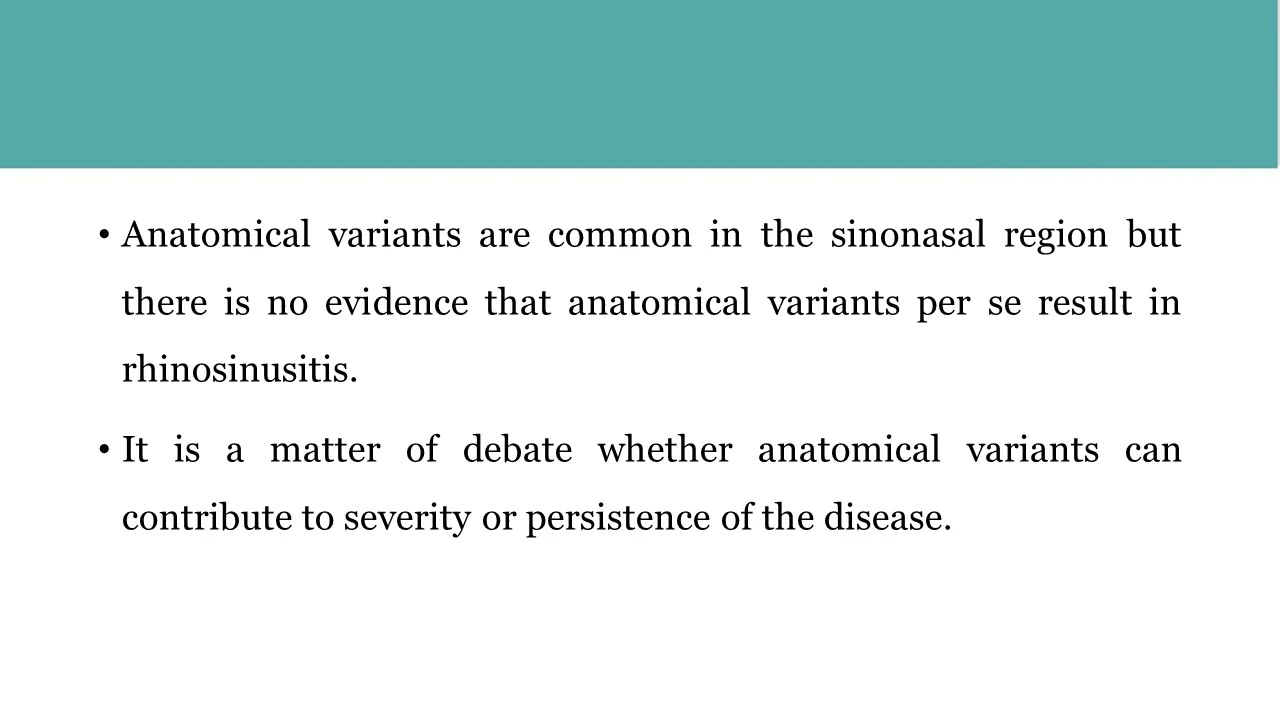 • Anatomical variants are common in the sinonasal region but
there is no evidence that anatomical variants per se result in
rhinosinusitis.
• It is a matter of debate whether anatomical variants can
contribute to severity or persistence of the disease.